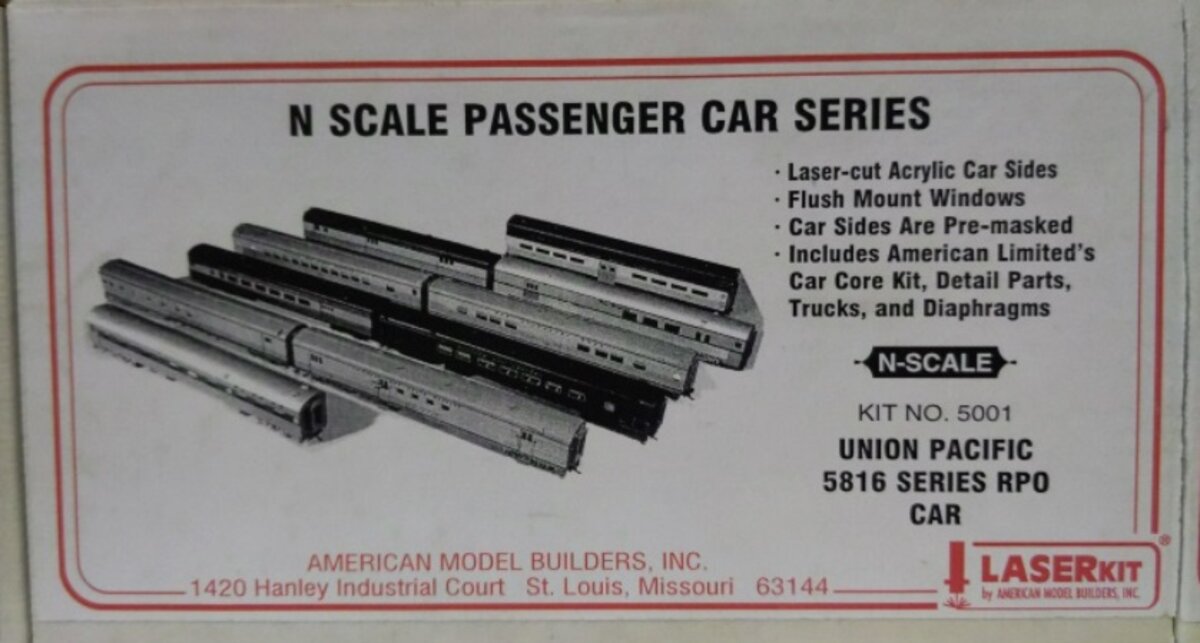 N SCALE PASSENGER CAR SERIES
· Laser-cut Acrylic Car Sides
· Flush Mount Windows
· Car Sides Are Pre-masked
· Includes American Limited's
Car Core Kit, Detail Parts,
Trucks, and Diaphragms
N-SCALE
KIT NO. 5001
UNION PACIFIC
5816 SERIES RPO
CAR
AMERICAN MODEL BUILDERS, INC.
1420 Hanley Industrial Court St. Louis, Missouri 63144
LASERKIT®
by AMERICAN MODEL BUILDERS, INC.